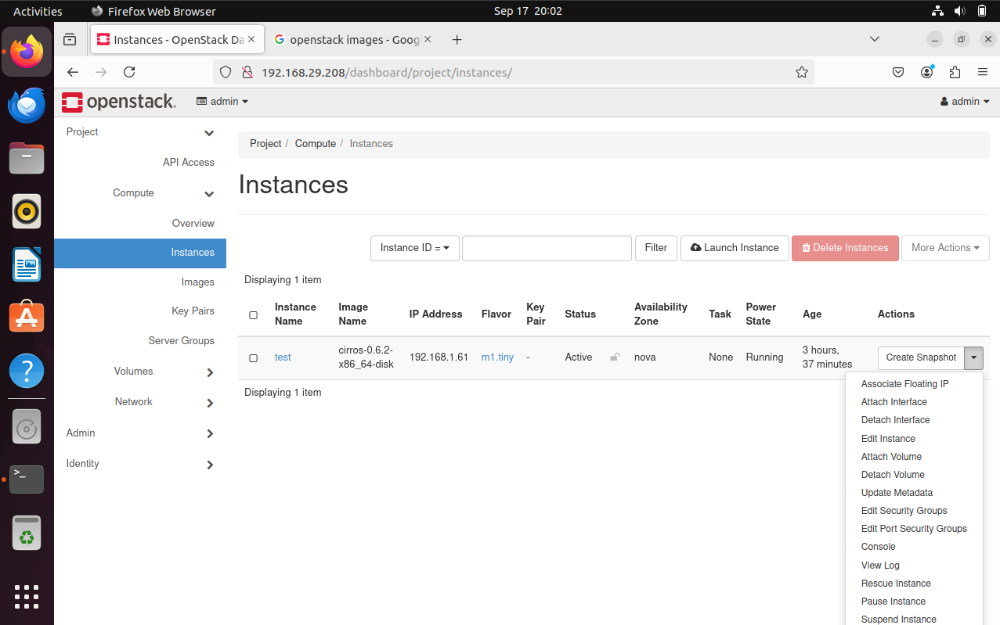 Activities
Firefox Web Browser
Sep 17 20:02
Instances - OpenStack Da
openstack images - Goog
192.168.29.208/dashboard/project/instances/
openstack.
admin
admin
Project
API Access
Compute
Overview
Instances
Images
Key Pairs
Server Groups
Volumes
Network
Admin
Identity
Project / Compute / Instances
Instances
Instance ID =
Filter
Launch Instance
Delete Instances
More Actions
Displaying 1 item
Instance Name
Image Name
IP Address
Flavor
Key Pair
Status
Availability Zone
Task
Power State
Age
Actions
test
cirros-0.6.2-x86_64-disk
192.168.1.61
m1.tiny
-
Active
nova
None
Running
3 hours, 37 minutes
Create Snapshot
Displaying 1 item
Associate Floating IP
Attach Interface
Detach Interface
Edit Instance
Attach Volume
Detach Volume
Update Metadata
Edit Security Groups
Edit Port Security Groups
Console
View Log
Rescue Instance
Pause Instance
Suspend Instance